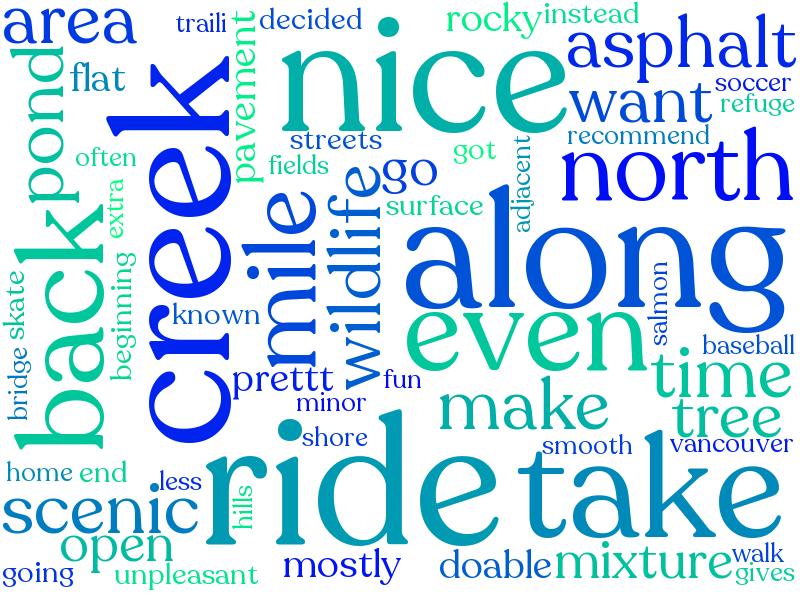 area
traili
decided
rocky
instead
asphalt
flat
pond
creek
pavement
nice
streets
want
soccer
refuge
recommend
often
extra
fields
go
got
adjacent
north
back
mile
wildlife
surface
along
skate
beginning
known
even
salmon
baseball
bridge
prettt
fun
minor
make
time
tree
shore
ride
take
smooth
vancouver
home
end
less
scenic
hills
open
mostly
doable
mixture
walk
going
unpleasant
gives